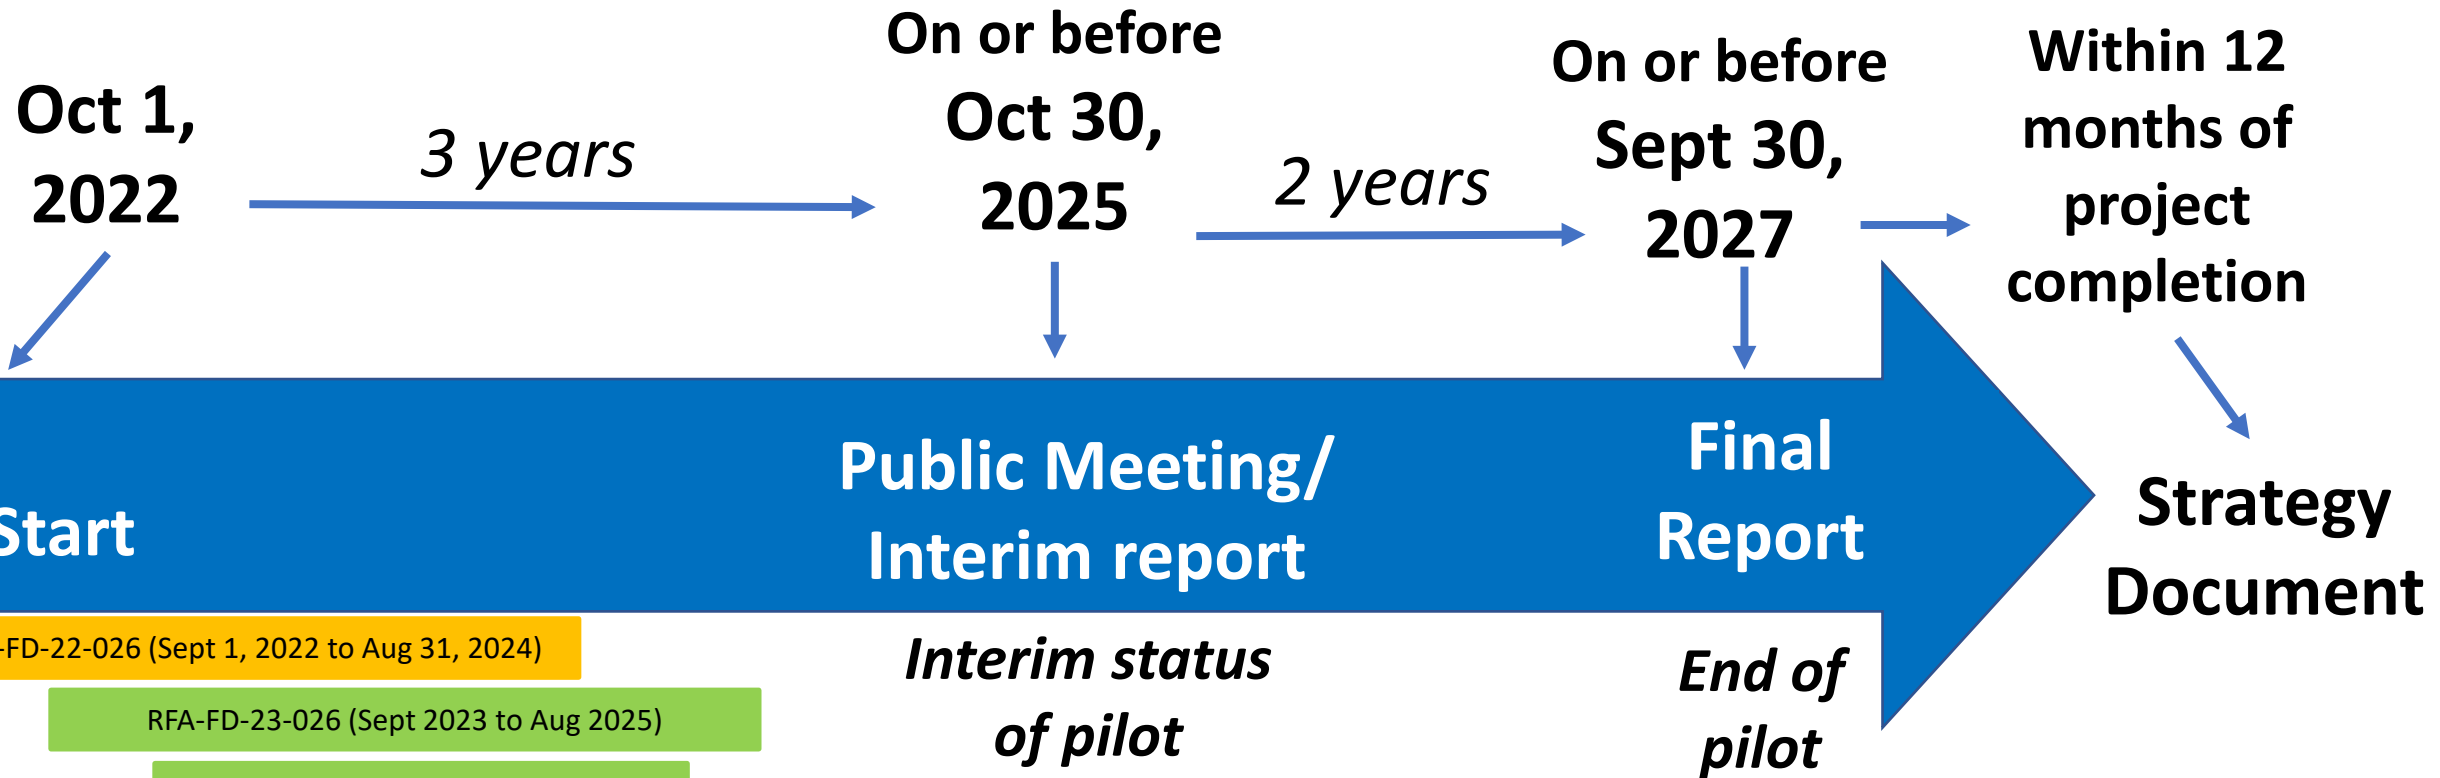 Oct 1,
2022
3 years
On or before
Oct 30,
2025
2 years
On or before
Sept 30,
2027
Within 12
months of
project
completion
Start
Public Meeting/
Interim report
Final
Report
Strategy
Document
-FD-22-026 (Sept 1, 2022 to Aug 31, 2024)
RFA-FD-23-026 (Sept 2023 to Aug 2025)
Interim status
of pilot
End of
pilot